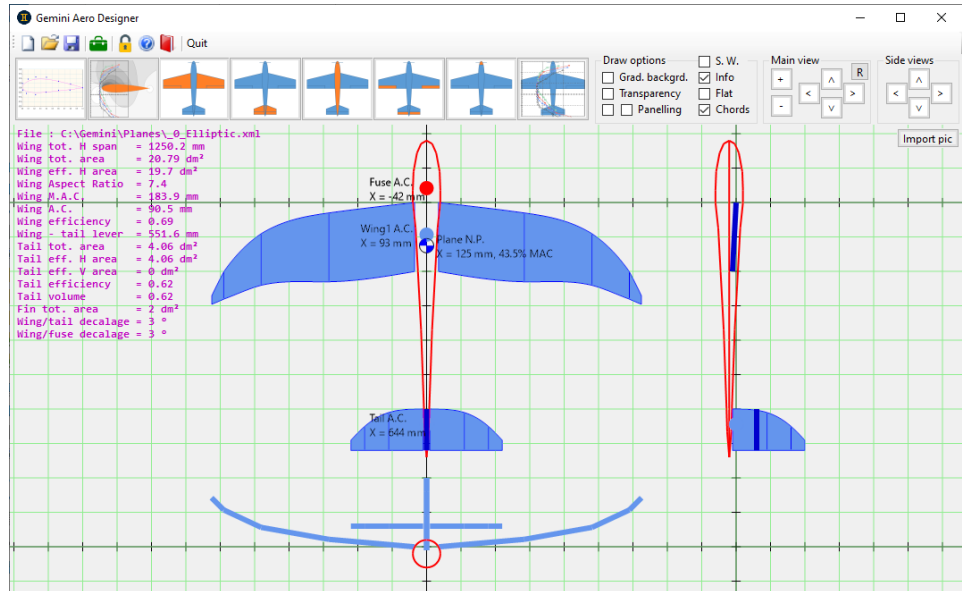 Gemini Aero Designer
Quit
Draw options
S. W.
Grad. backgrd.
Info
Transparency
Flat
Panelling
Chords
Main view
+
-
<
˄
˅
>
R
Side views
<
˄
˅
>
Import pic
File : C:\Gemini\Planes\_0_Elliptic.xml
Wing tot. H span = 1250.2 mm
Wing tot. area = 20.79 dm²
Wing eff. H area = 19.7 dm²
Wing Aspect Ratio = 7.4
Wing M.A.C. = 183.9 mm
Wing A.C. = 90.5 mm
Wing efficiency = 0.69
Wing - tail lever = 551.6 mm
Tail tot. area = 4.06 dm²
Tail eff. H area = 4.06 dm²
Tail eff. V area = 0 dm²
Tail efficiency = 0.62
Tail volume = 0.62
Fin tot. area = 2 dm²
Wing/tail decalage = 3 °
Wing/fuse decalage = 3 °
Fuse A.C.
X = -42 mm
Wing1 A.C.
X = 93 mm
Plane N.P.
X = 125 mm, 43.5% MAC
Tail A.C.
X = 644 mm